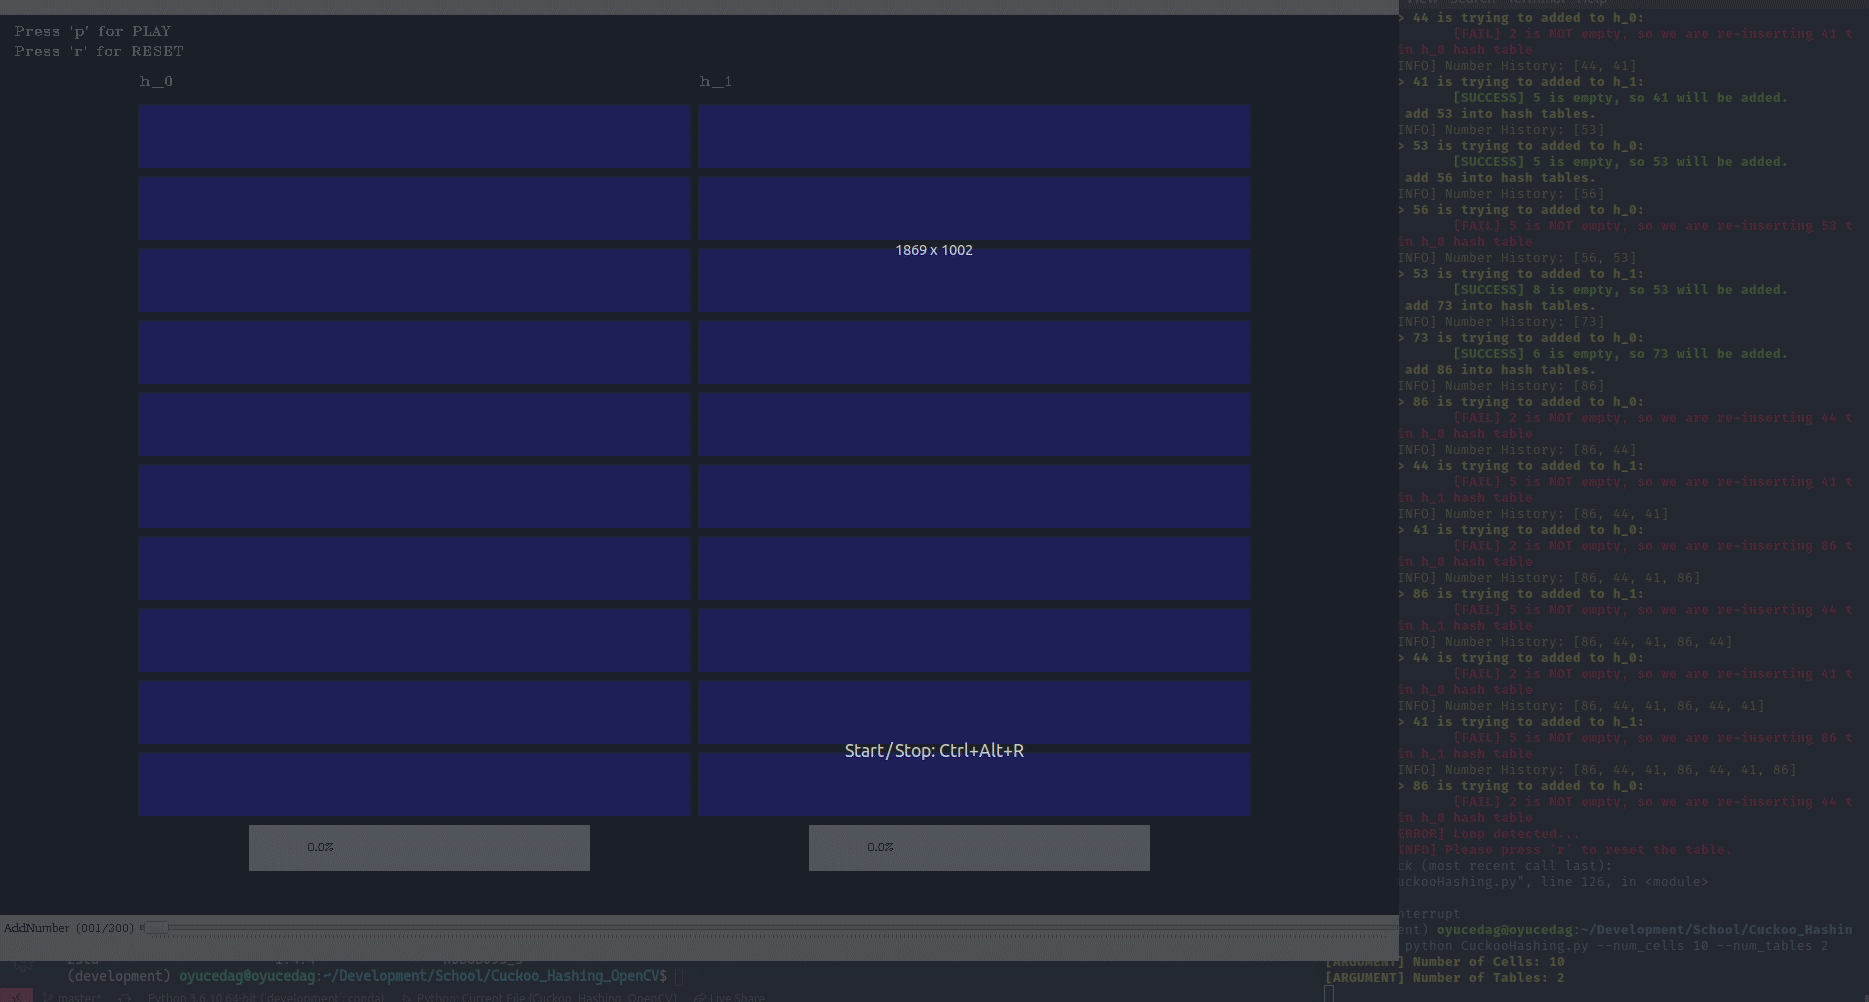 Press 'p' for PLAY
Press 'r' for RESET
h_0
h_1
1869 x 1002
Start/Stop: Ctrl+Alt+R
0.0%
0.0%
AddNumber (001/300)
(development) oyucedag@oyucedag:~/Development/School/Cuckoo_Hashing_OpenCV$
master*
Python 3.6.10 64-bit ('development': conda)
Python: Current File (Cuckoo_Hashing_OpenCV)
Live Share
View Search Terminal Help
> 44 is trying to added to h_0:
[FAIL] 2 is NOT empty, so we are re-inserting 41 t
in h_0 hash table
INFO] Number History: [44, 41]
> 41 is trying to added to h_1:
[SUCCESS] 5 is empty, so 41 will be added.
add 53 into hash tables.
INFO] Number History: [53]
> 53 is trying to added to h_0:
[SUCCESS] 5 is empty, so 53 will be added.
add 56 into hash tables.
INFO] Number History: [56]
> 56 is trying to added to h_0:
[FAIL] 5 is NOT empty, so we are re-inserting 53 t
in h_0 hash table
INFO] Number History: [56, 53]
> 53 is trying to added to h_1:
[SUCCESS] 8 is empty, so 53 will be added.
add 73 into hash tables.
INFO] Number History: [73]
> 73 is trying to added to h_0:
[SUCCESS] 6 is empty, so 73 will be added.
add 86 into hash tables.
INFO] Number History: [86]
> 86 is trying to added to h_0:
[FAIL] 2 is NOT empty, so we are re-inserting 44 t
in h_0 hash table
INFO] Number History: [86, 44]
> 44 is trying to added to h_1:
[FAIL] 5 is NOT empty, so we are re-inserting 41 t
in h_1 hash table
INFO] Number History: [86, 44, 41]
> 41 is trying to added to h_0:
[FAIL] 2 is NOT empty, so we are re-inserting 86 t
in h_0 hash table
INFO] Number History: [86, 44, 41, 86]
> 86 is trying to added to h_1:
[FAIL] 5 is NOT empty, so we are re-inserting 44 t
in h_1 hash table
INFO] Number History: [86, 44, 41, 86, 44]
> 44 is trying to added to h_0:
[FAIL] 2 is NOT empty, so we are re-inserting 41 t
in h_0 hash table
INFO] Number History: [86, 44, 41, 86, 44, 41]
> 41 is trying to added to h_1:
[FAIL] 5 is NOT empty, so we are re-inserting 86 t
in h_1 hash table
INFO] Number History: [86, 44, 41, 86, 44, 41, 86]
> 86 is trying to added to h_0:
[FAIL] 2 is NOT empty, so we are re-inserting 44 t
in h_0 hash table
ERROR] Loop detected...
INFO] Please press 'r' to reset the table.
ck (most recent call last):
uckooHashing.py", line 126, in <module>
nterrupt
ent) oyucedag@oyucedag:~/Development/School/Cuckoo_Hashin
python CuckooHashing.py --num_cells 10 --num_tables 2
[ARGUMENT] Number of Cells: 10
[ARGUMENT] Number of Tables: 2